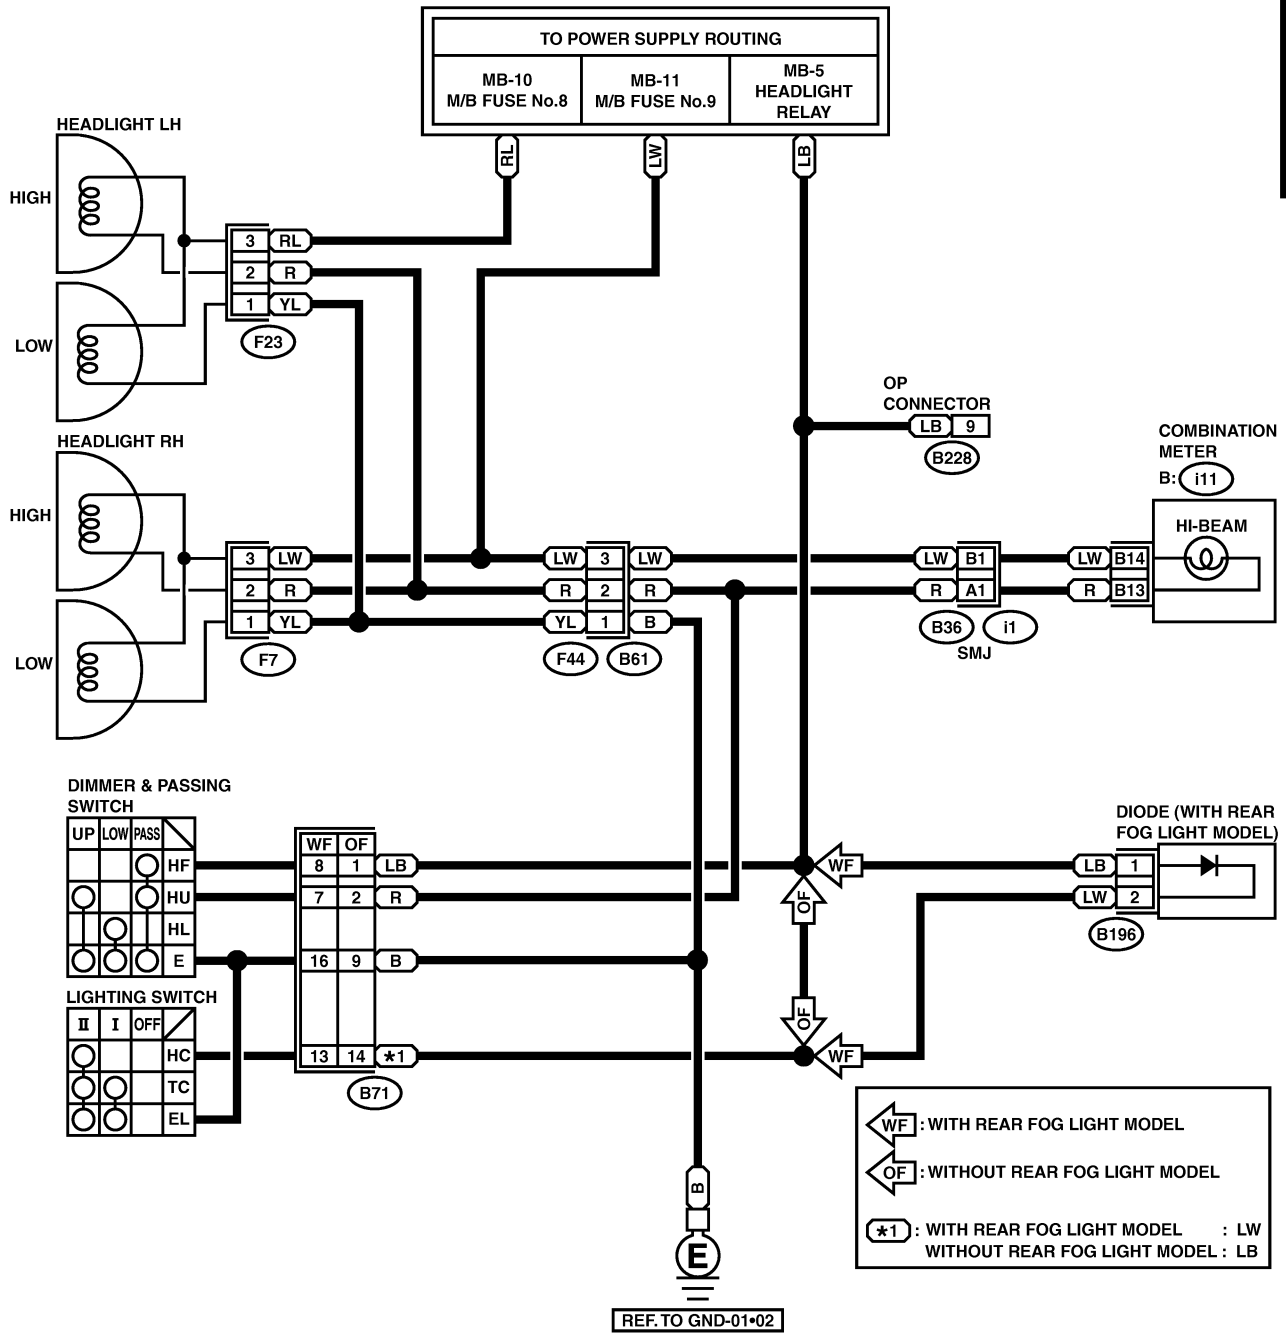 TO POWER SUPPLY ROUTING
MB-10
M/B FUSE No.8
MB-11
M/B FUSE No.9
MB-5
HEADLIGHT
RELAY
RL
LW
LB
HEADLIGHT LH
HIGH
LOW
3 RL
2 R
1 YL
F23
OP
CONNECTOR
LB 9
B228
COMBINATION
METER
B: i11
HI-BEAM
HEADLIGHT RH
HIGH
LOW
3 LW
2 R
1 YL
F7
LW 3 LW
R 2 R
YL 1 B
F44 B61
LW B1
R A1
B36 i1
SMJ
LW B14
R B13
DIMMER & PASSING
SWITCH
UP LOW PASS
HF
HU
HL
E
LIGHTING SWITCH
II I OFF
HC
TC
EL
WF OF
8 1 LB
7 2 R
16 9 B
13 14 *1
B71
WF
OF
OF
WF
DIODE (WITH REAR
FOG LIGHT MODEL)
LB 1
LW 2
B196
B
E
REF. TO GND-01•02
WF : WITH REAR FOG LIGHT MODEL
OF : WITHOUT REAR FOG LIGHT MODEL
*1 : WITH REAR FOG LIGHT MODEL : LW
WITHOUT REAR FOG LIGHT MODEL : LB